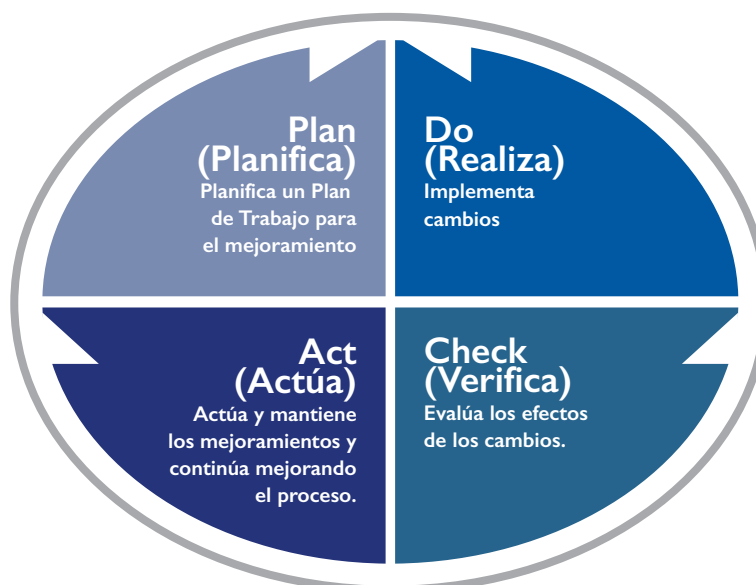 Plan
(Planifica)
Planifica un Plan
de Trabajo para
el mejoramiento
Do
(Realiza)
Implementa
cambios
Act
(Actúa)
Actúa y mantiene
los mejoramientos y
continúa mejorando
el proceso.
Check
(Verifica)
Evalúa los efectos
de los cambios.